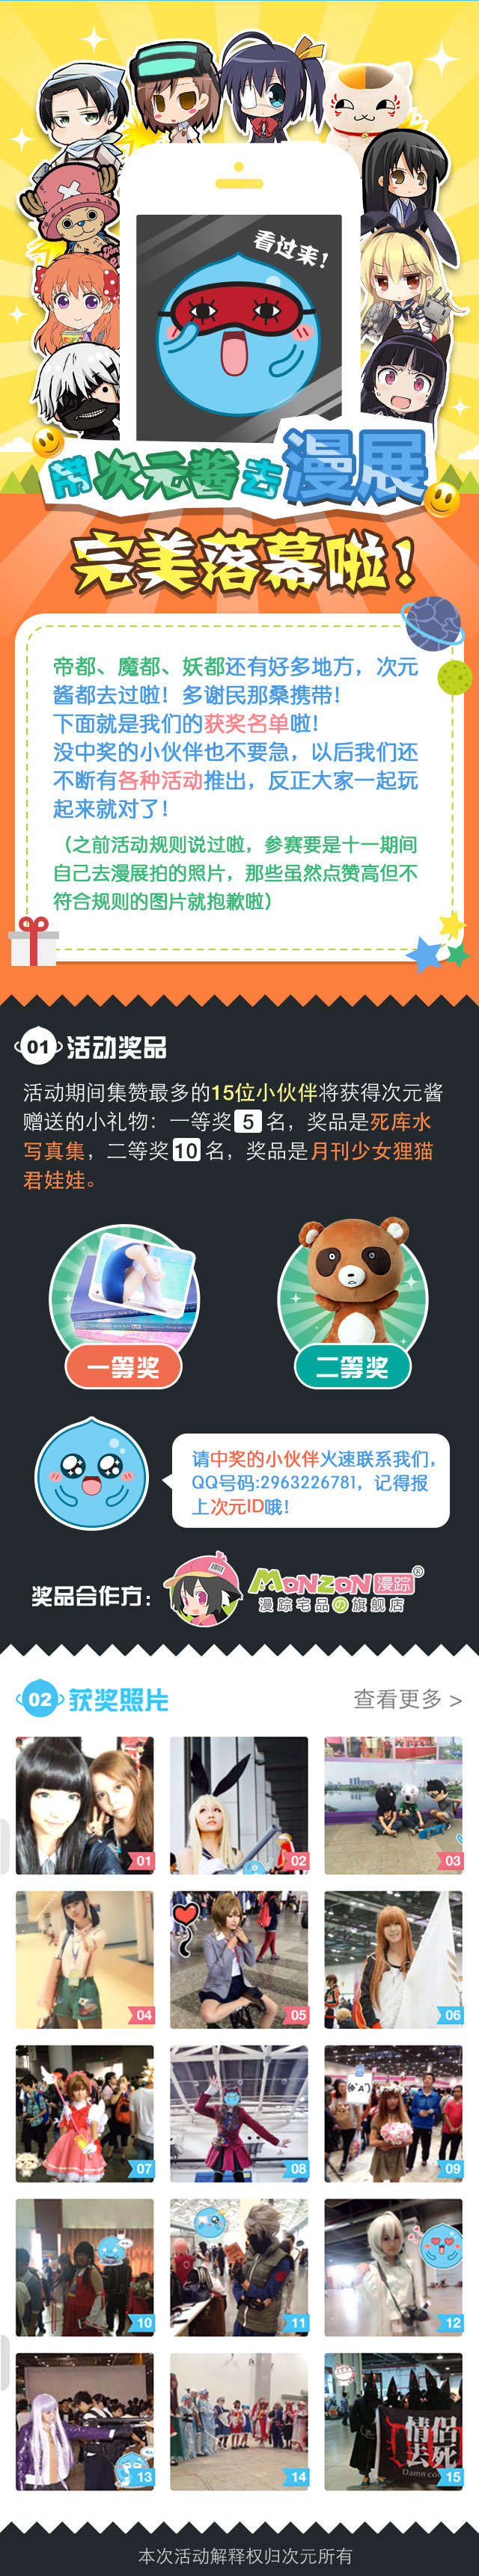 看过来!
带次元酱去漫展
完美落幕啦!
帝都、魔都、妖都还有好多地方，次元
酱都去过啦！多谢民那桑携带!
下面就是我们的获奖名单啦!
没中奖的小伙伴也不要急，以后我们还
不断有各种活动推出，反正大家一起玩
起来就对了!
（之前活动规则说过啦，参赛要是十一期间
自己去漫展拍的照片，那些虽然点赞高但不
符合规则的图片就抱歉啦）
01 活动奖品
活动期间集赞最多的15位小伙伴将获得次元酱
赠送的小礼物：一等奖 5 名，奖品是死库水
写真集，二等奖 10 名，奖品是月刊少女狸猫
君娃娃。
一等奖
二等奖
请中奖的小伙伴火速联系我们，
QQ号码:2963226781，记得报
上次元ID哦!
奖品合作方：
MONZON 漫踪®
漫踪宅品の旗舰店
02 获奖照片
查看更多 >
01
02
03
04
05
06
07
08
09
10
11
12
13
14
情侣
去死
Damn
15
本次活动解释权归次元所有